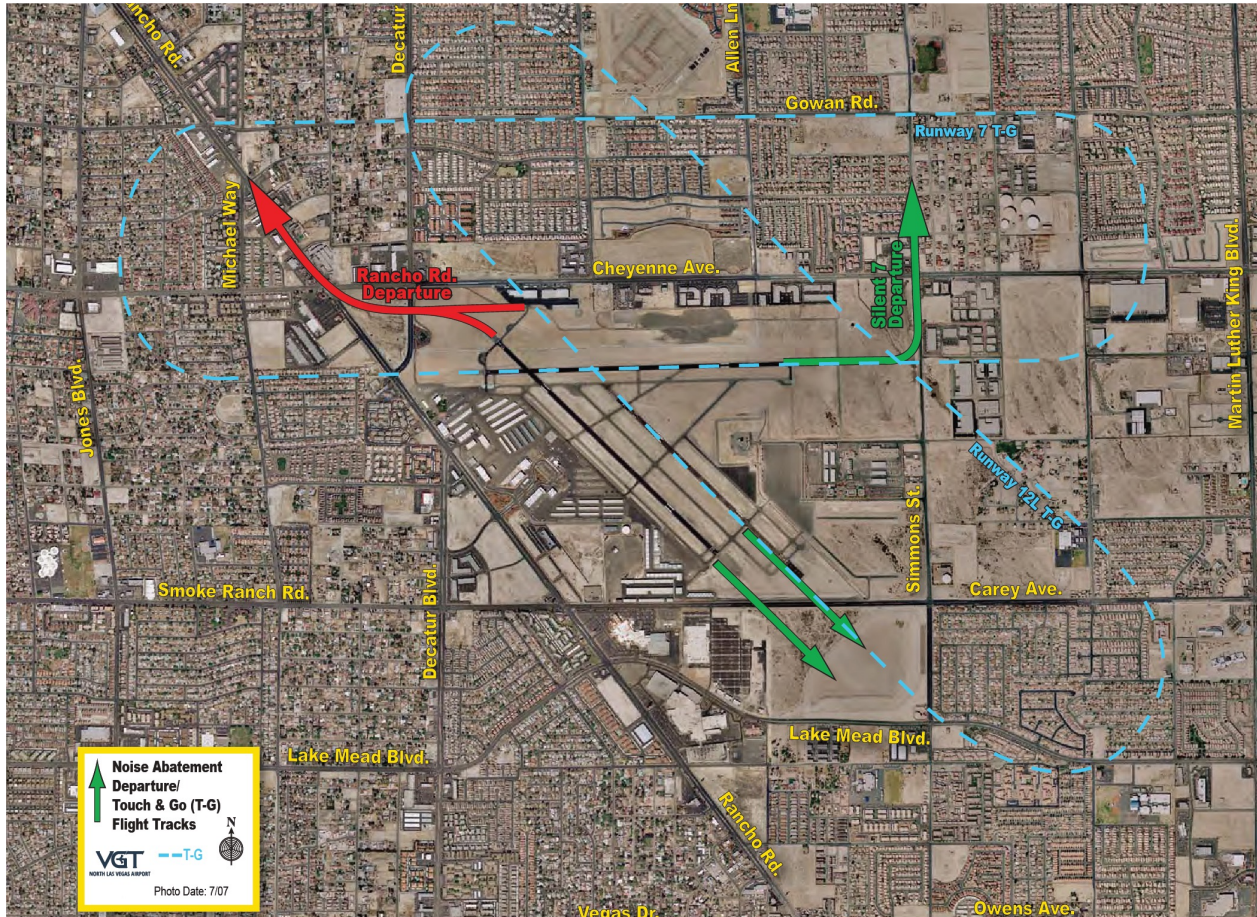 Rancho Rd.
Decatur
Allen Ln
Gowan Rd.
Runway 7 T-G
Michael Way
Rancho Rd.
Departure
Cheyenne Ave.
Silent 7
Departure
Martin Luther King Blvd.
Jones Blvd.
Runway 12L T-G
Simmons St.
Smoke Ranch Rd.
Carey Ave.
Decatur Blvd.
Lake Mead Blvd.
Lake Mead Blvd.
Rancho Rd.
Noise Abatement
Departure/
Touch & Go (T-G)
Flight Tracks
N
VGT
NORTH LAS VEGAS AIRPORT
T-G
Photo Date: 7/07
Vegas Dr.
Owens Ave.